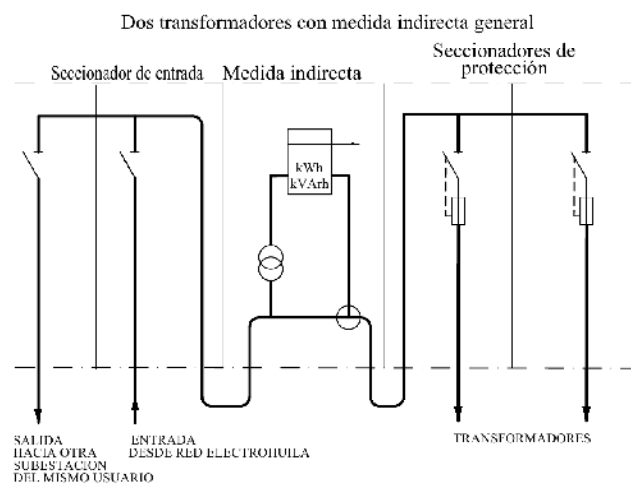 Dos transformadores con medida indirecta general
Seccionador de entrada
Medida indirecta
Seccionadores de
protección
kWh
kVArh
SALIDA
HACIA OTRA
SUBESTACION
DEL MISMO USUARIO
ENTRADA
DESDE RED ELECTROHUILA
TRANSFORMADORES